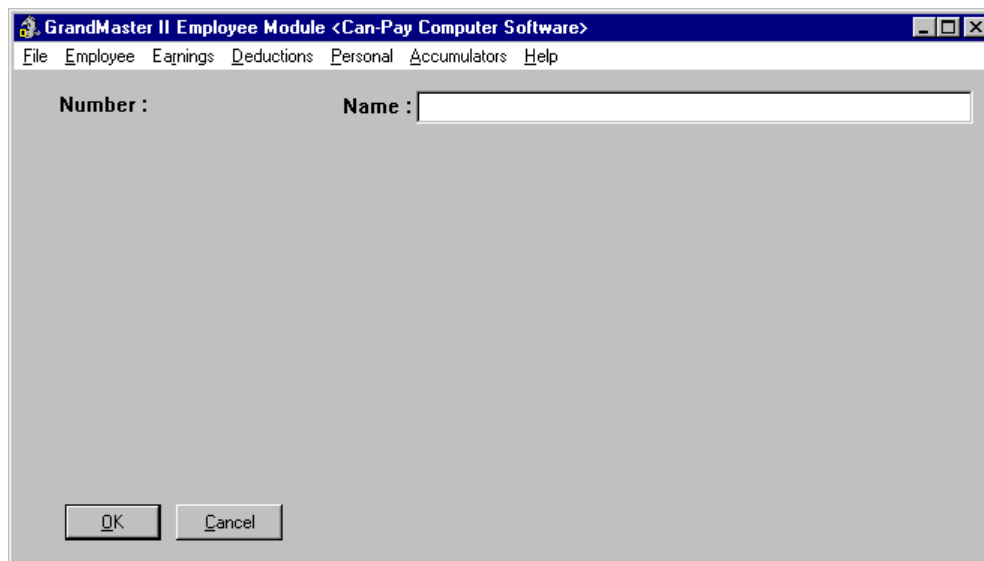 GrandMaster II Employee Module <Can-Pay Computer Software>
File Employee Earnings Deductions Personal Accumulators Help
Number : Name :
OK Cancel